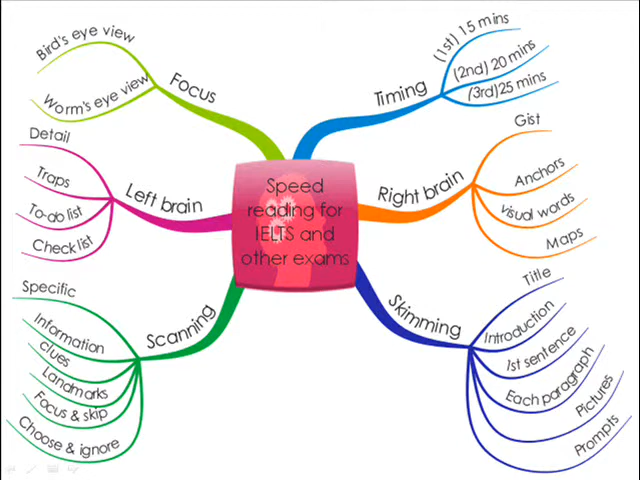 Speed
reading for
IELTS and
other exams
Focus
Bird's eye view
Worm's eye view
Timing
(1st) 15 mins
(2nd) 20 mins
(3rd)25 mins
Left brain
Detail
Traps
To-do list
Check list
Right brain
Gist
Anchors
visual words
Maps
Scanning
Specific
Information
clues
Landmarks
Focus & skip
Choose & ignore
Skimming
Title
Introduction
1st sentence
Each paragraph
Pictures
Prompts